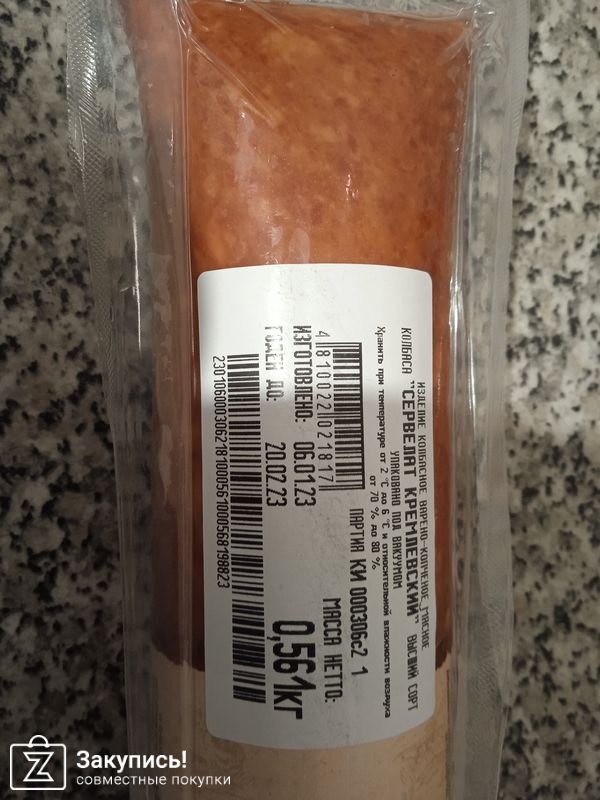 ИЗДЕЛИЕ КОЛБАСНОЕ ВАРЕНО-КОПЧЕНОЕ МЯСНОЕ
КОЛБАСА "СЕРВЕЛАТ КРЕМЛЕВСКИЙ" ВЫСШИЙ СОРТ
УПАКОВАНО ПОД ВАКУУМОМ
Хранить при температуре от 2 °С до 6 °С и относительной влажности воздуха
от 70 % до 80 %
ПАРТИЯ КИ 000306с2 1
4810022021817
МАССА НЕТТО:
0,561кг
ИЗГОТОВЛЕНО: 06.01.23
ГОДЕН ДО: 20.02.23
Закупись!
совместные покупки